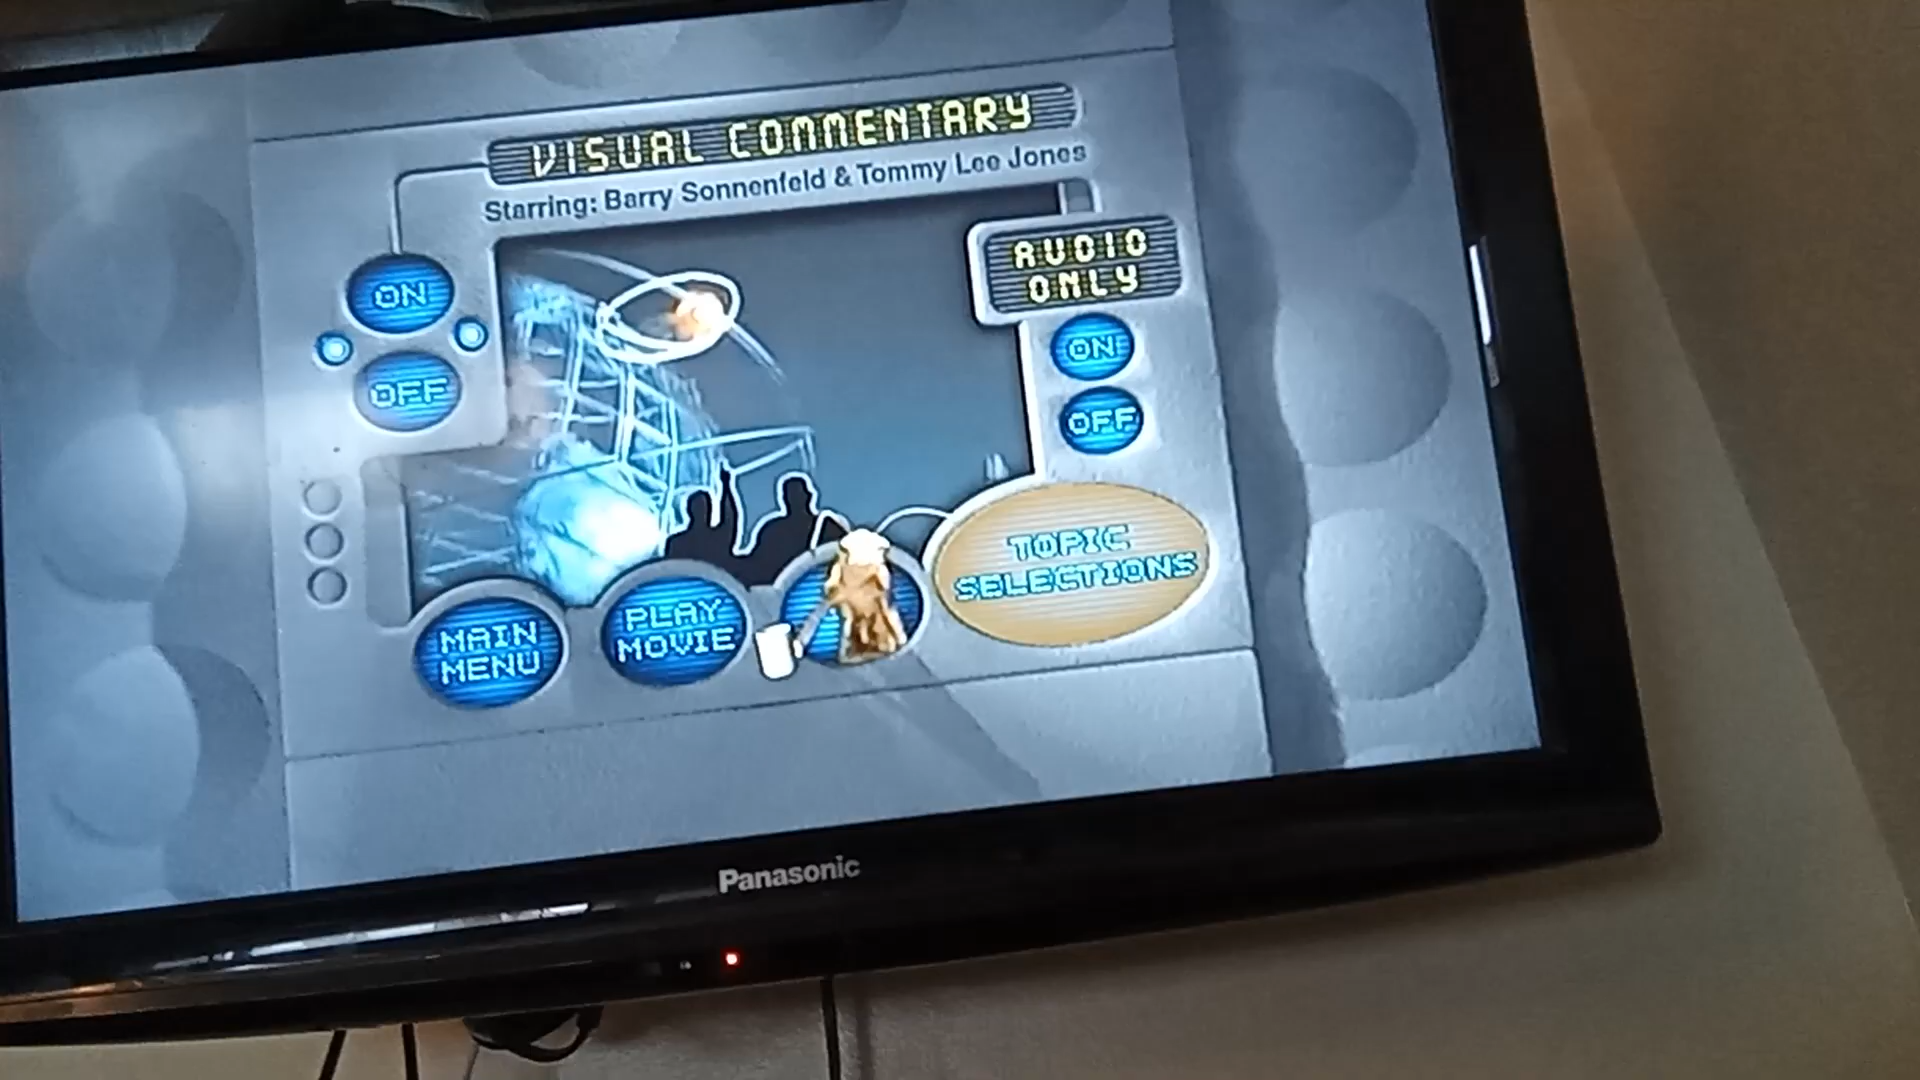 VISUAL COMMENTARY
Starring: Barry Sonnenfeld & Tommy Lee Jones
ON
OFF
AUDIO
ONLY
ON
OFF
MAIN
MENU
PLAY
MOVIE
TOPIC
SELECTIONS
Panasonic